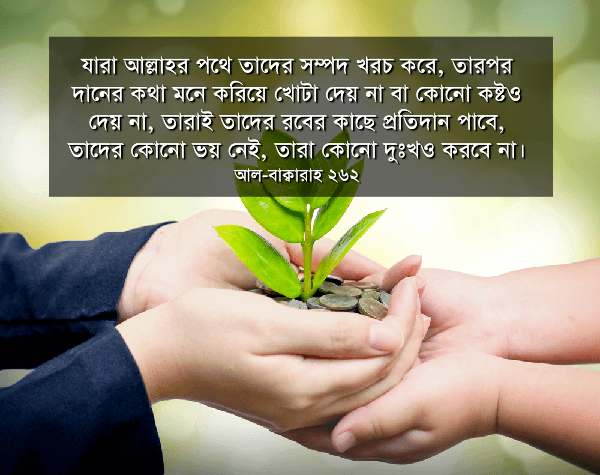 যারা আল্লাহর পথে তাদের সম্পদ খরচ করে, তারপর
দানের কথা মনে করিয়ে খোটা দেয় না বা কোনো কষ্টও
দেয় না, তারাই তাদের রবের কাছে প্রতিদান পাবে,
তাদের কোনো ভয় নেই, তারা কোনো দুঃখও করবে না।
আল-বাক্বারাহ ২৬২